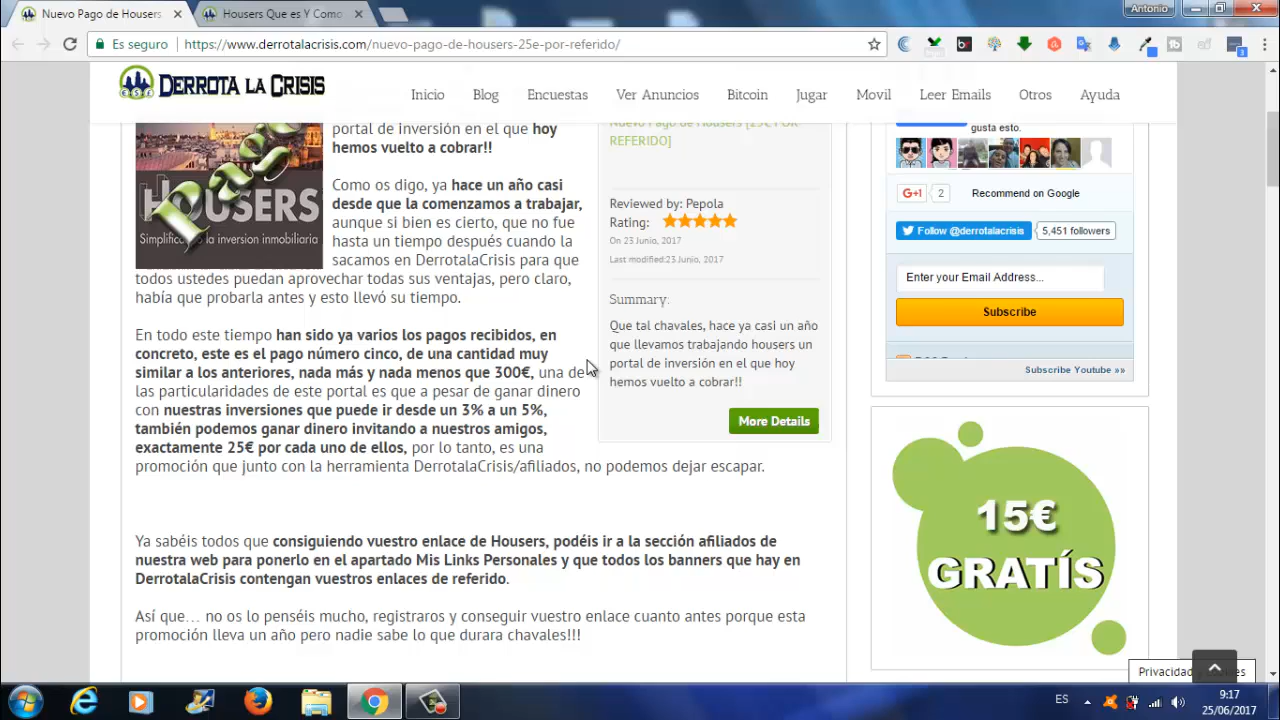 Nuevo Pago de Housers
Housers Que es Y Como
Antonio
Es seguro
https://www.derrotalacrisis.com/nuevo-pago-de-housers-25e-por-referido/
DERROTA LA CRISIS
Inicio
Blog
Encuestas
Ver Anuncios
Bitcoin
Jugar
Movil
Leer Emails
Otros
Ayuda
Pago
HOUSERS
Simplificando la inversion inmobiliaria
portal de inversión en el que hoy
hemos vuelto a cobrar!!
Como os digo, ya hace un año casi
desde que la comenzamos a trabajar,
aunque si bien es cierto, que no fue
hasta un tiempo después cuando la
sacamos en DerrotalaCrisis para que
todos ustedes puedan aprovechar todas sus ventajas, pero claro,
había que probarla antes y esto llevó su tiempo.
En todo este tiempo han sido ya varios los pagos recibidos, en
concreto, este es el pago número cinco, de una cantidad muy
similar a los anteriores, nada más y nada menos que 300€, una de
las particularidades de este portal es que a pesar de ganar dinero
con nuestras inversiones que puede ir desde un 3% a un 5%,
también podemos ganar dinero invitando a nuestros amigos,
exactamente 25€ por cada uno de ellos, por lo tanto, es una
promoción que junto con la herramienta DerrotalaCrisis/afiliados, no podemos dejar escapar.
Ya sabéis todos que consiguiendo vuestro enlace de Housers, podéis ir a la sección afiliados de
nuestra web para ponerlo en el apartado Mis Links Personales y que todos los banners que hay en
DerrotalaCrisis contengan vuestros enlaces de referido.
Así que… no os lo penséis mucho, registraros y conseguir vuestro enlace cuanto antes porque esta
promoción lleva un año pero nadie sabe lo que durara chavales!!!
Nuevo Pago de Housers [25€ POR
REFERIDO]
Reviewed by: Pepola
Rating:
On 23 Junio, 2017
Last modified:23 Junio, 2017
Summary:
Que tal chavales, hace ya casi un año
que llevamos trabajando housers un
portal de inversión en el que hoy
hemos vuelto a cobrar!!
More Details
gusta esto.
G+1
2
Recommend on Google
Follow @derrotalacrisis
5,451 followers
Enter your Email Address...
Subscribe
Subscribe Youtube »»
15€
GRATÍS
Privacidad y cookies
3
ES
9:17
25/06/2017